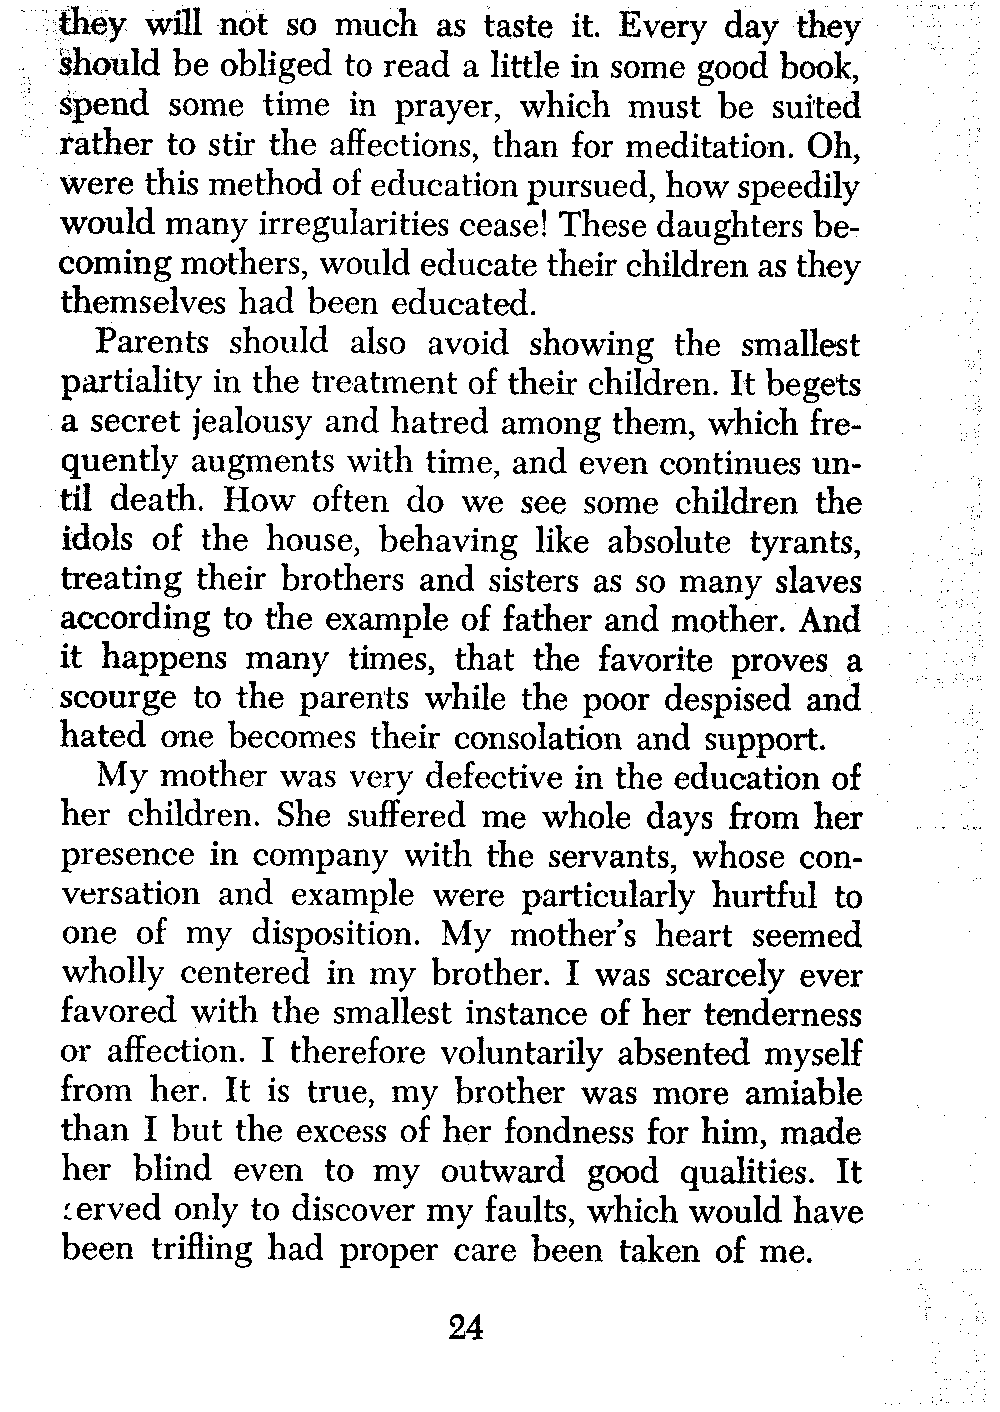 they will not so much as taste it. Every day they
should be obliged to read a little in some good book,
spend some time in prayer, which must be suited
rather to stir the affections, than for meditation. Oh,
were this method of education pursued, how speedily
would many irregularities cease! These daughters be-
coming mothers, would educate their children as they
themselves had been educated.
Parents should also avoid showing the smallest
partiality in the treatment of their children. It begets
a secret jealousy and hatred among them, which fre-
quently augments with time, and even continues un-
til death. How often do we see some children the
idols of the house, behaving like absolute tyrants,
treating their brothers and sisters as so many slaves
according to the example of father and mother. And
it happens many times, that the favorite proves a
scourge to the parents while the poor despised and
hated one becomes their consolation and support.
My mother was very defective in the education of
her children. She suffered me whole days from her
presence in company with the servants, whose con-
versation and example were particularly hurtful to
one of my disposition. My mother's heart seemed
wholly centered in my brother. I was scarcely ever
favored with the smallest instance of her tenderness
or affection. I therefore voluntarily absented myself
from her. It is true, my brother was more amiable
than I but the excess of her fondness for him, made
her blind even to my outward good qualities. It
served only to discover my faults, which would have
been trifling had proper care been taken of me.
24